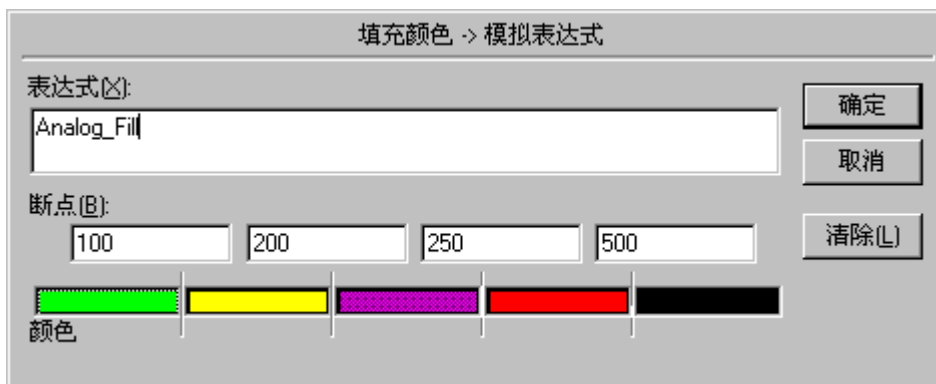 填充颜色 -> 模拟表达式
表达式(X):
Analog_Fill
确定
取消
断点(B):
100 200 250 500
清除(L)
颜色